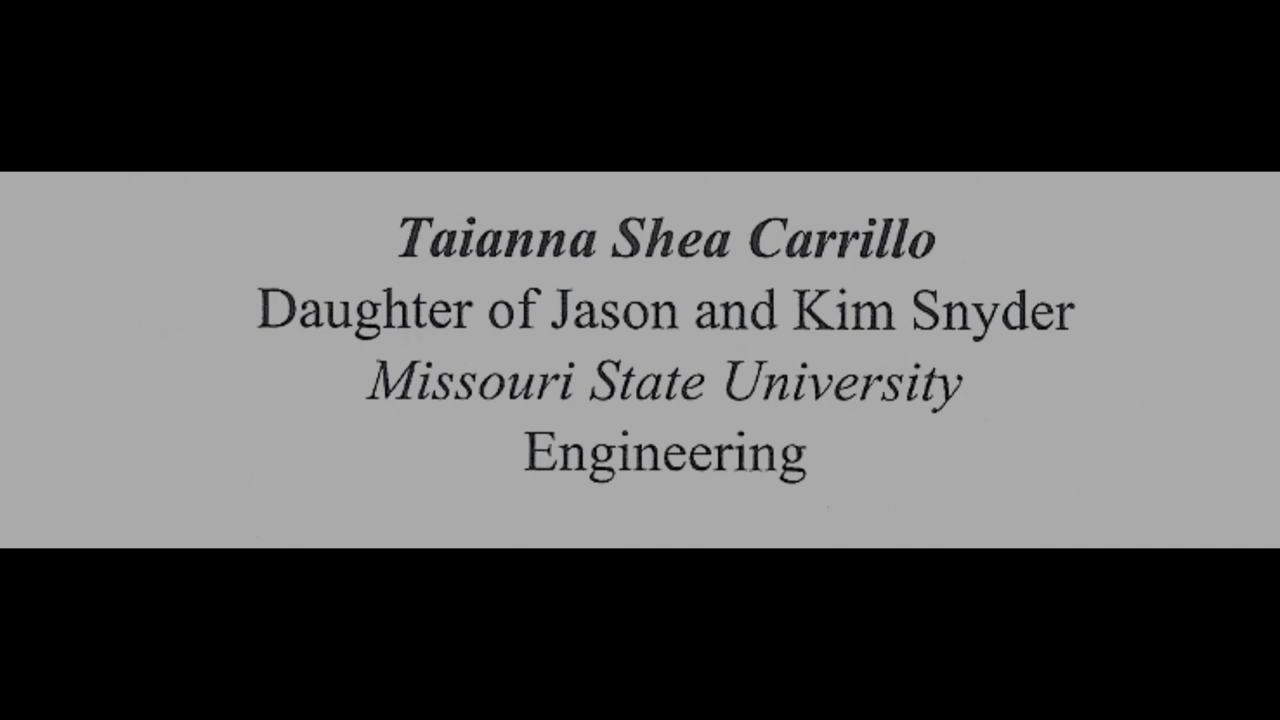 Taianna Shea Carrillo
Daughter of Jason and Kim Snyder
Missouri State University
Engineering